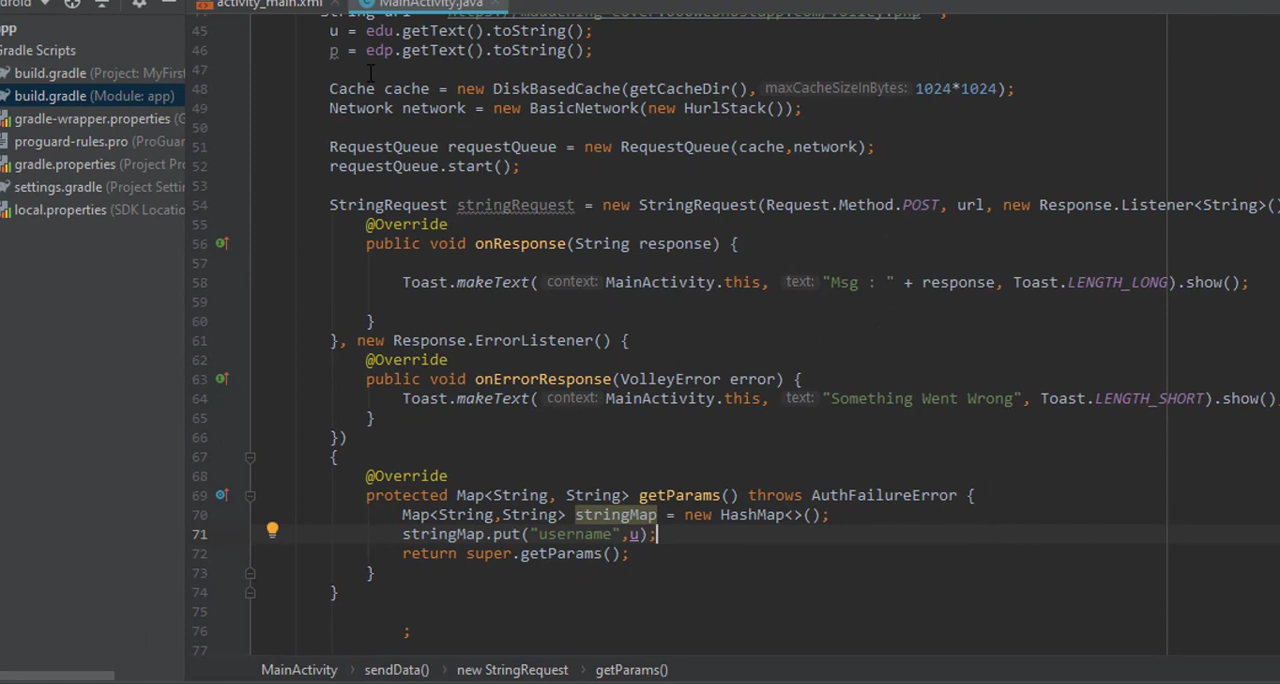 activity_main.xml
MainActivity.java
build.gradle (Project: MyFirs
Gradle Scripts
build.gradle (Module: app)
gradle-wrapper.properties (G
proguard-rules.pro (ProGua
gradle.properties (Project Pr
settings.gradle (Project Settin
local.properties (SDK Locatio
45 u = edu.getText().toString();
46 p = edp.getText().toString();
47
48 Cache cache = new DiskBasedCache(getCacheDir(), maxCacheSizeInBytes: 1024*1024);
49 Network network = new BasicNetwork(new HurlStack());
50
51 RequestQueue requestQueue = new RequestQueue(cache,network);
52 requestQueue.start();
53
54 StringRequest stringRequest = new StringRequest(Request.Method.POST, url, new Response.Listener<String>()
55 @Override
56 public void onResponse(String response) {
57
58 Toast.makeText( context: MainActivity.this, text: "Msg : " + response, Toast.LENGTH_LONG).show();
59
60 }
61 }, new Response.ErrorListener() {
62 @Override
63 public void onErrorResponse(VolleyError error) {
64 Toast.makeText( context: MainActivity.this, text: "Something Went Wrong", Toast.LENGTH_SHORT).show()
65 }
66 })
67 {
68 @Override
69 protected Map<String, String> getParams() throws AuthFailureError {
70 Map<String,String> stringMap = new HashMap<>();
71 stringMap.put("username",u);
72 return super.getParams();
73 }
74 }
75
76 ;
77
MainActivity > sendData() > new StringRequest > getParams()